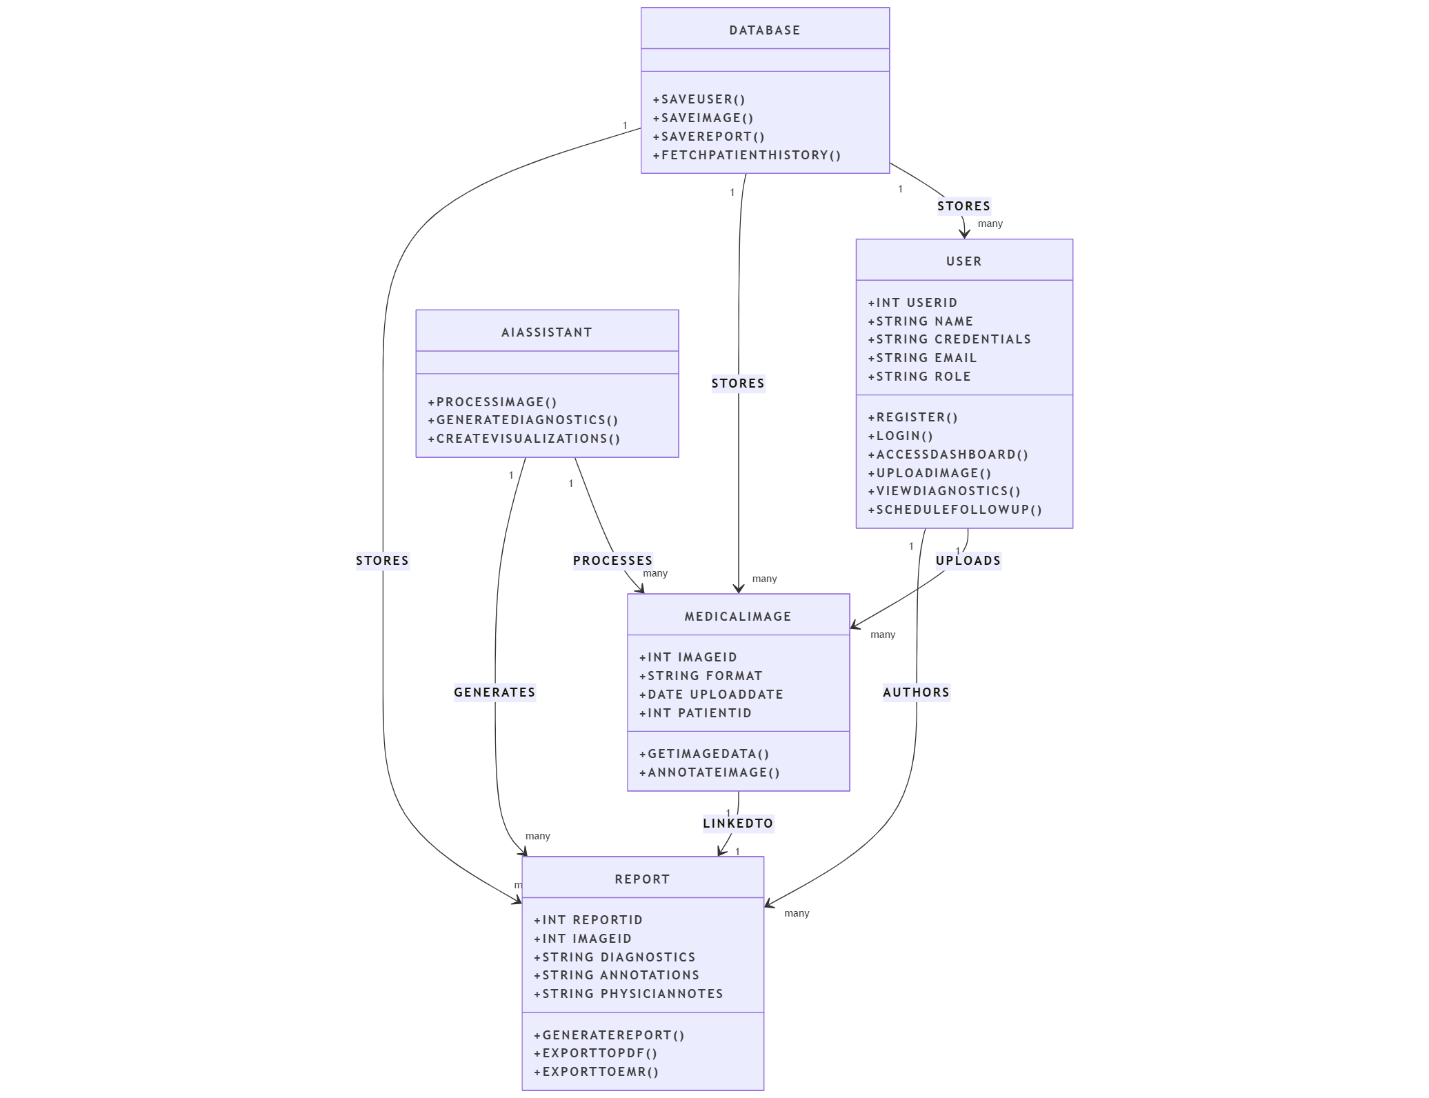 DATABASE
+SAVEUSER()
+SAVEIMAGE()
+SAVEREPORT()
+FETCHPATIENTHISTORY()
1
1
1
STORES
many
USER
+INT USERID
+STRING NAME
+STRING CREDENTIALS
+STRING EMAIL
+STRING ROLE
+REGISTER()
+LOGIN()
+ACCESSDASHBOARD()
+UPLOADIMAGE()
+VIEWDIAGNOSTICS()
+SCHEDULEFOLLOWUP()
AIASSISTANT
+PROCESSIMAGE()
+GENERATEDIAGNOSTICS()
+CREATEVISUALIZATIONS()
STORES
1
1
1
1
STORES
PROCESSES
UPLOADS
many
many
many
MEDICALIMAGE
+INT IMAGEID
+STRING FORMAT
+DATE UPLOADDATE
+INT PATIENTID
+GETIMAGEDATA()
+ANNOTATEIMAGE()
GENERATES
AUTHORS
1
LINKEDTO
1
many
m
many
REPORT
+INT REPORTID
+INT IMAGEID
+STRING DIAGNOSTICS
+STRING ANNOTATIONS
+STRING PHYSICIANNOTES
+GENERATEREPORT()
+EXPORTTOPDF()
+EXPORTTOEMR()